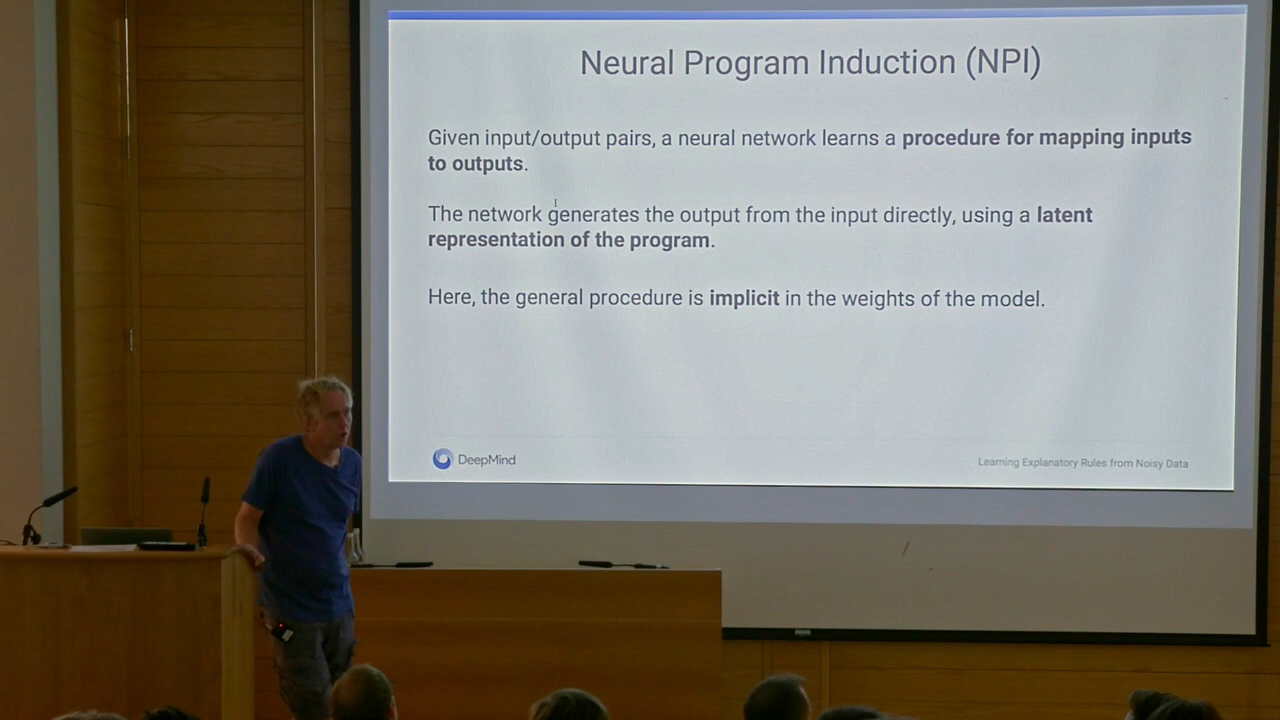 Neural Program Induction (NPI)
Given input/output pairs, a neural network learns a procedure for mapping inputs
to outputs.
The network generates the output from the input directly, using a latent
representation of the program.
Here, the general procedure is implicit in the weights of the model.
DeepMind
Learning Explanatory Rules from Noisy Data